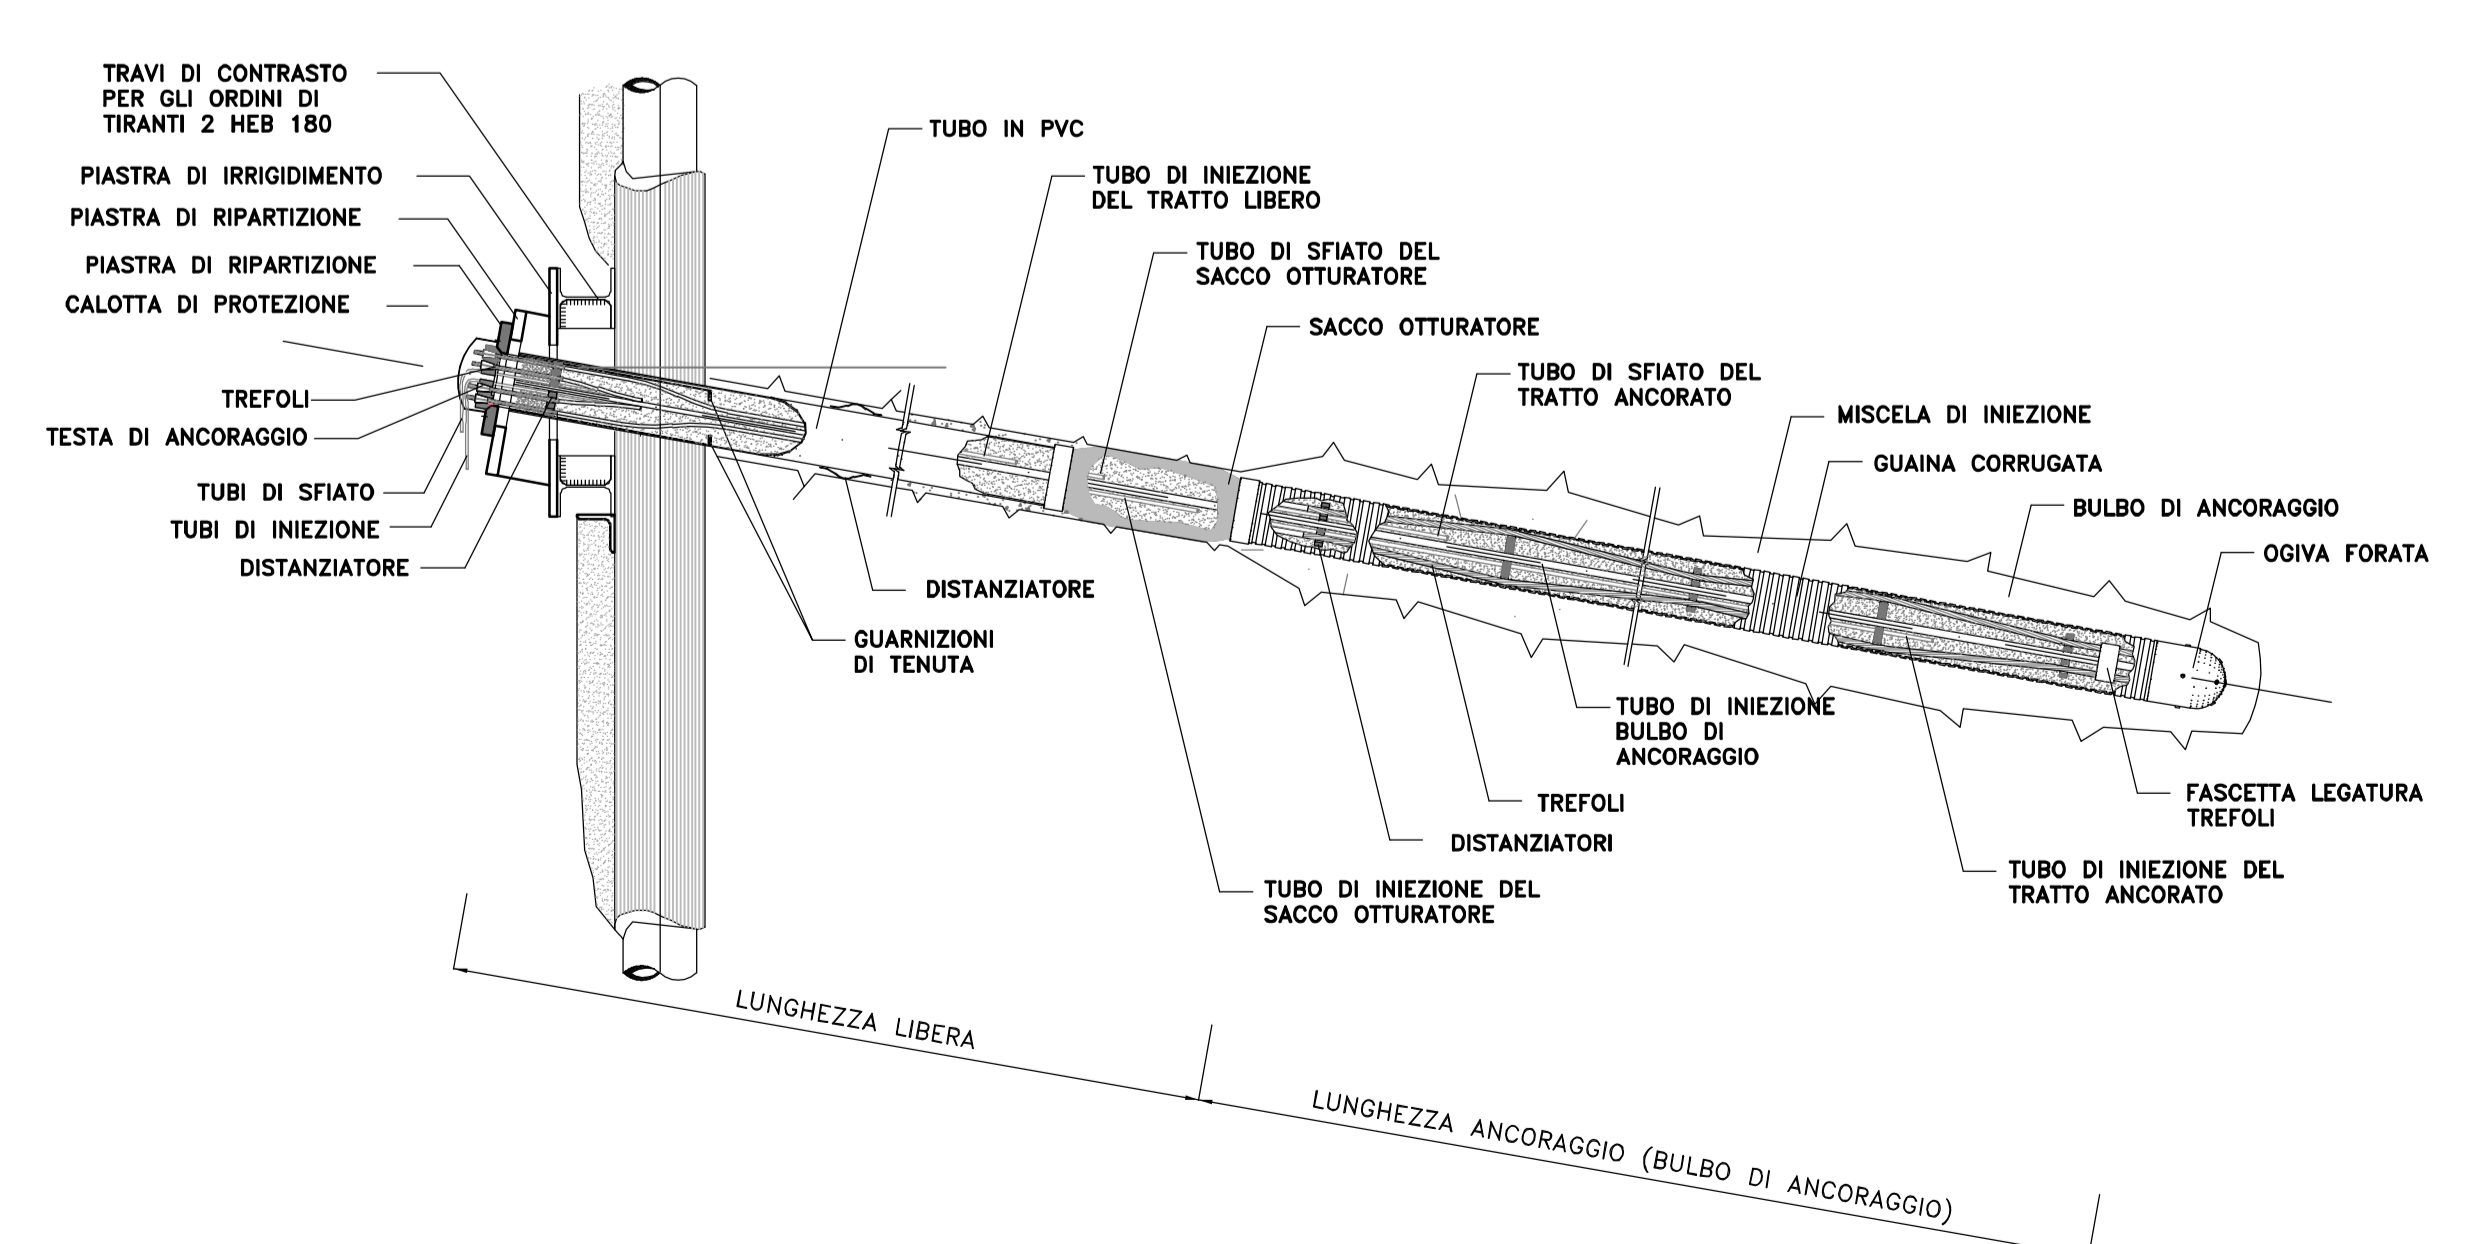 TRAVI DI CONTRASTO
PER GLI ORDINI DI
TIRANTI 2 HEB 180
PIASTRA DI IRRIGIDIMENTO
PIASTRA DI RIPARTIZIONE
PIASTRA DI RIPARTIZIONE
CALOTTA DI PROTEZIONE
TREFOLI
TESTA DI ANCORAGGIO
TUBI DI SFIATO
TUBI DI INIEZIONE
DISTANZIATORE
TUBO IN PVC
TUBO DI INIEZIONE
DEL TRATTO LIBERO
TUBO DI SFIATO DEL
SACCO OTTURATORE
SACCO OTTURATORE
TUBO DI SFIATO DEL
TRATTO ANCORATO
MISCELA DI INIEZIONE
GUAINA CORRUGATA
BULBO DI ANCORAGGIO
OGIVA FORATA
DISTANZIATORE
GUARNIZIONI
DI TENUTA
TUBO DI INIEZIONE
BULBO DI
ANCORAGGIO
TREFOLI
DISTANZIATORI
TUBO DI INIEZIONE DEL
SACCO OTTURATORE
FASCETTA LEGATURA
TREFOLI
TUBO DI INIEZIONE DEL
TRATTO ANCORATO
LUNGHEZZA LIBERA
LUNGHEZZA ANCORAGGIO (BULBO DI ANCORAGGIO)